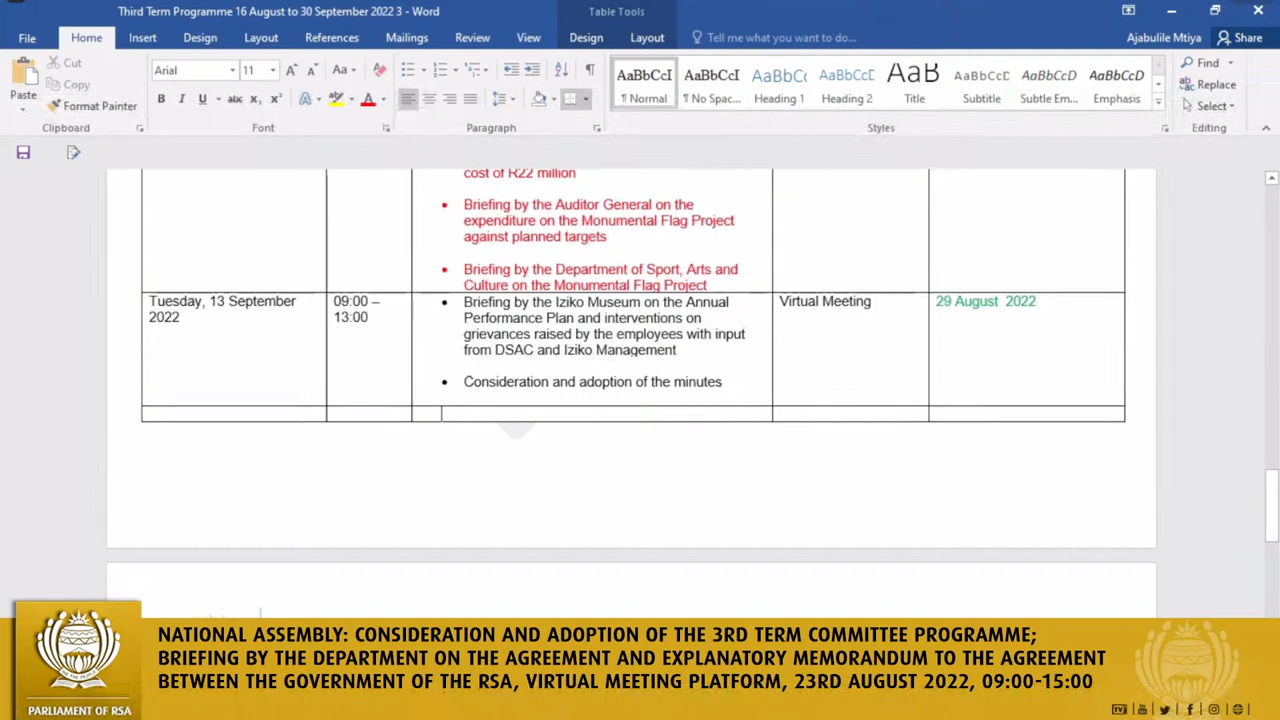 Third Term Programme 16 August to 30 September 2022 3 - Word
Table Tools
File
Home
Insert
Design
Layout
References
Mailings
Review
View
Design
Layout
Tell me what you want to do...
Ajabulile Mtiya
Share
Paste
Cut
Copy
Format Painter
Clipboard
Arial
11
Aa
B I U abc x₂ x²
Font
Paragraph
AaBbCcI AaBbCcI AaBbCc AaBbCcD AaB AaBbCcD AaBbCcD AaBbCcD
¶ Normal ¶ No Spac... Heading 1 Heading 2 Title Subtitle Subtle Em... Emphasis
Styles
Find
Replace
Select
Editing
cost of R22 million
• Briefing by the Auditor General on the
expenditure on the Monumental Flag Project
against planned targets
• Briefing by the Department of Sport, Arts and
Culture on the Monumental Flag Project
Tuesday, 13 September
2022
09:00 –
13:00
• Briefing by the Iziko Museum on the Annual
Performance Plan and interventions on
grievances raised by the employees with input
from DSAC and Iziko Management
• Consideration and adoption of the minutes
Virtual Meeting
29 August 2022
NATIONAL ASSEMBLY: CONSIDERATION AND ADOPTION OF THE 3RD TERM COMMITTEE PROGRAMME;
BRIEFING BY THE DEPARTMENT ON THE AGREEMENT AND EXPLANATORY MEMORANDUM TO THE AGREEMENT
BETWEEN THE GOVERNMENT OF THE RSA, VIRTUAL MEETING PLATFORM, 23RD AUGUST 2022, 09:00-15:00
PARLIAMENT OF RSA